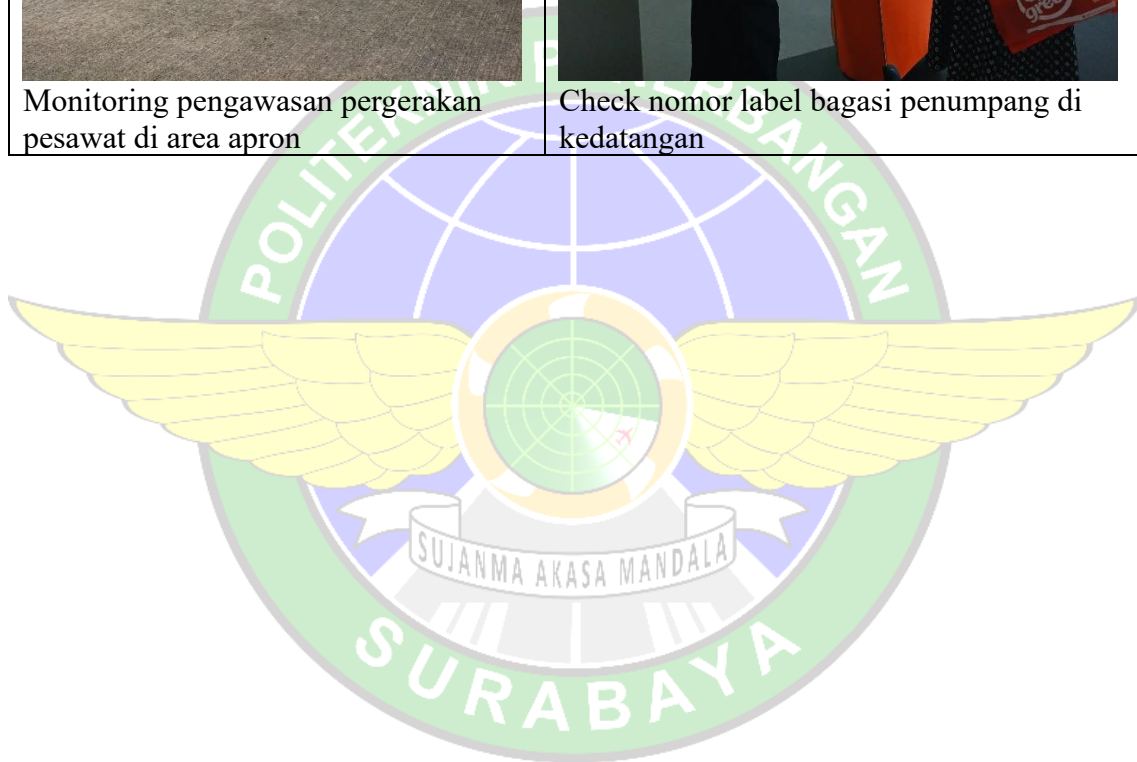 Monitoring pengawasan pergerakan
pesawat di area apron
Check nomor label bagasi penumpang di
kedatangan
POLITEKNIK PENERBANGAN
SUJANMA AKASA MANDALA
SURABAYA